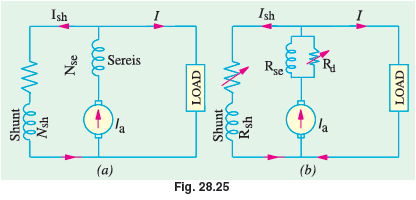 Ish
I
Nse
Sereis
LOAD
Shunt
Nsh
Ia
(a)
Ish
I
Rse
Rd
LOAD
Shunt
Rsh
Ia
(b)
Fig. 28.25